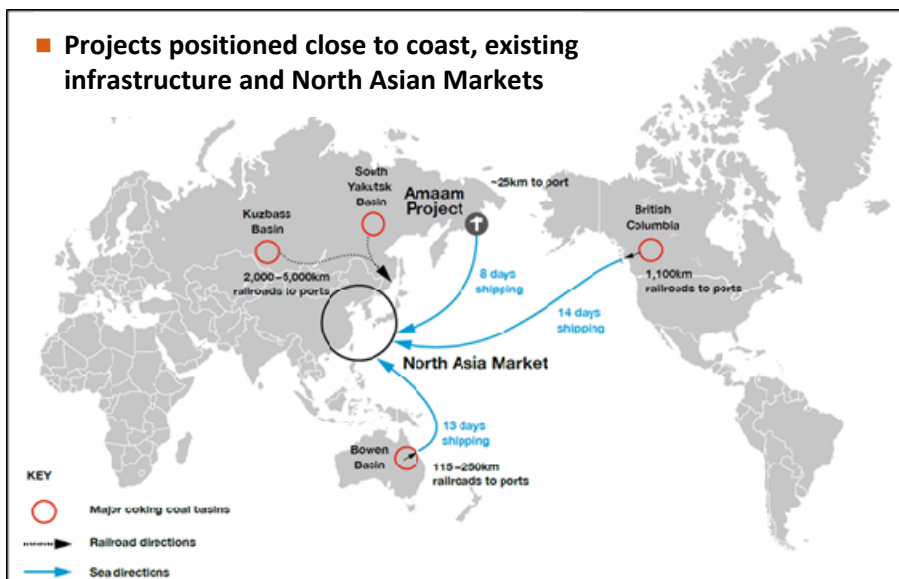 Projects positioned close to coast, existing
infrastructure and North Asian Markets
South
Yakutsk
Basin
Amaam
Project
~25km to port
Kuzbass
Basin
British
Columbia
2,000–5,000km
railroads to ports
8 days
shipping
1,100km
railroads to ports
14 days
shipping
North Asia Market
13 days
shipping
Bowen
Basin
115–250km
railroads to ports
KEY
Major coking coal basins
Railroad directions
Sea directions